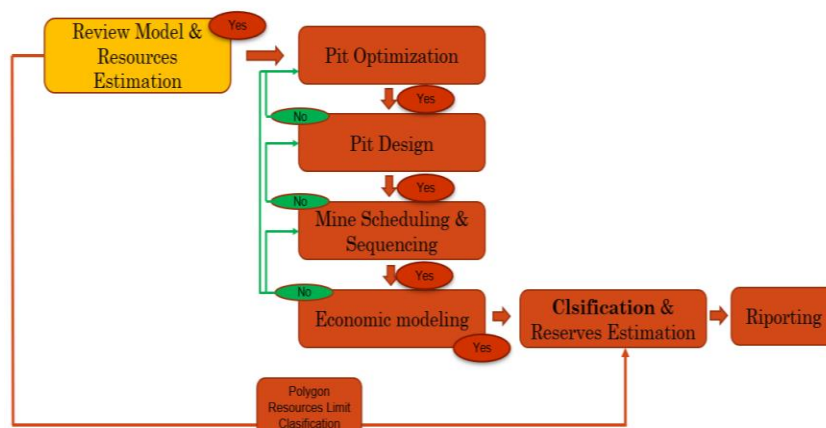 Review Model &
Resources
Estimation
Yes
Pit Optimization
Yes
No
Pit Design
Yes
No
Mine Scheduling &
Sequencing
Yes
No
Economic modeling
Yes
Clsification &
Reserves Estimation
Riporting
Polygon
Resources Limit
Clasification